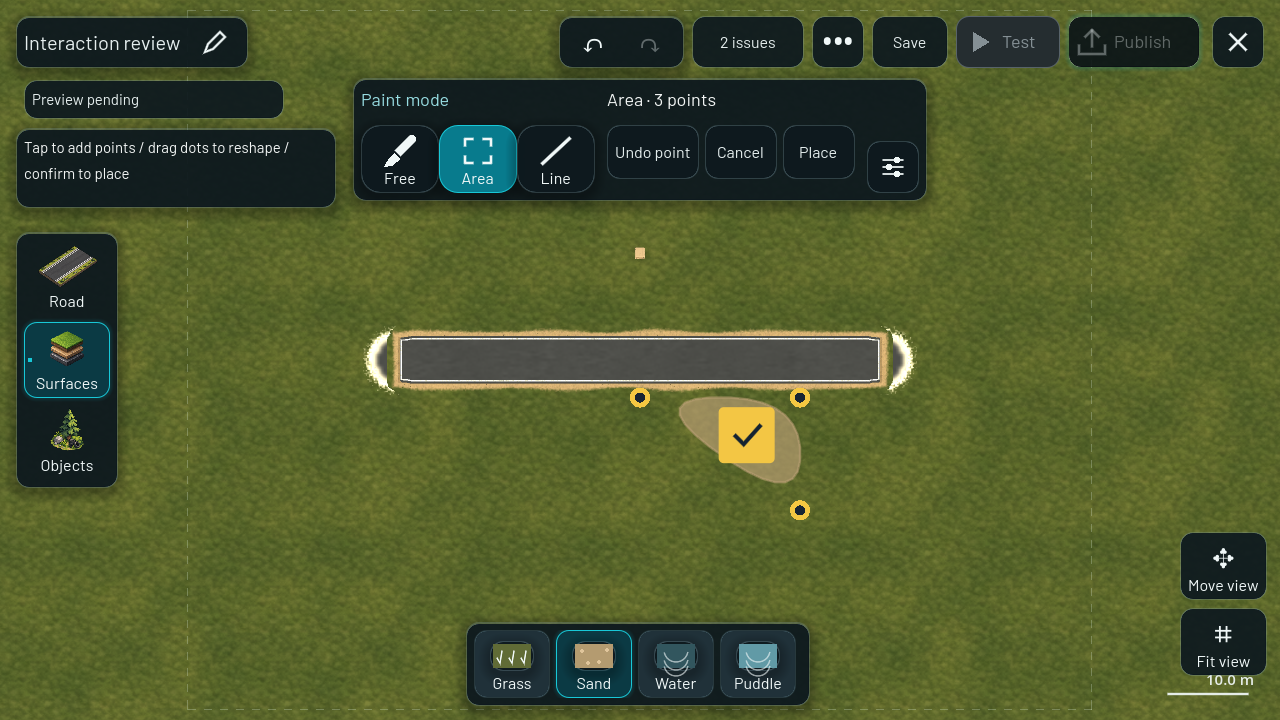 Interaction review
2 issues
•••
Save
Test
Publish
Preview pending
Paint mode
Area · 3 points
Tap to add points / drag dots to reshape /
confirm to place
Free
Area
Line
Undo point
Cancel
Place
Road
Surfaces
Objects
Move view
Fit view
10.0 m
Grass
Sand
Water
Puddle